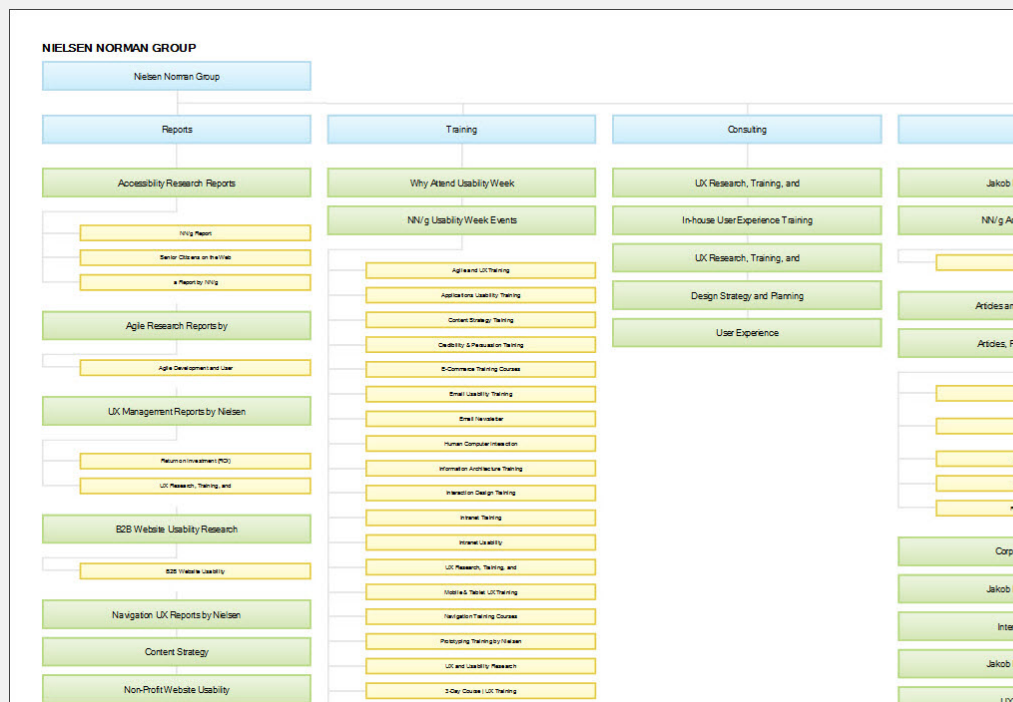 NIELSEN NORMAN GROUP
Nielsen Norman Group
Reports
Accessibility Research Reports
NN/g Report
Senior Citizens on the Web
a Report by NN/g
Agile Research Reports by
Agile Development and User
UX Management Reports by Nielsen
Return on Investment (ROI)
UX Research, Training, and
B2B Website Usability Research
B2B Website Usability
Navigation UX Reports by Nielsen
Content Strategy
Non-Profit Website Usability
Training
Why Attend Usability Week
NN/g Usability Week Events
Agile and UX Training
Applications Usability Training
Content Strategy Training
Credibility & Persuasion Training
E-Commerce Training Courses
Email Usability Training
Email Newsletter
Human Computer Interaction
Information Architecture Training
Interaction Design Training
Intranet Training
Intranet Usability
UX Research, Training, and
Mobile & Tablet UX Training
Navigation Training Courses
Prototyping Training by Nielsen
UX and Usability Research
3-Day Course | UX Training
Consulting
UX Research, Training, and
In-house User Experience Training
UX Research, Training, and
Design Strategy and Planning
User Experience
Jakob
NN/g
Articles
Articles,
Jakob
Jakob
UX